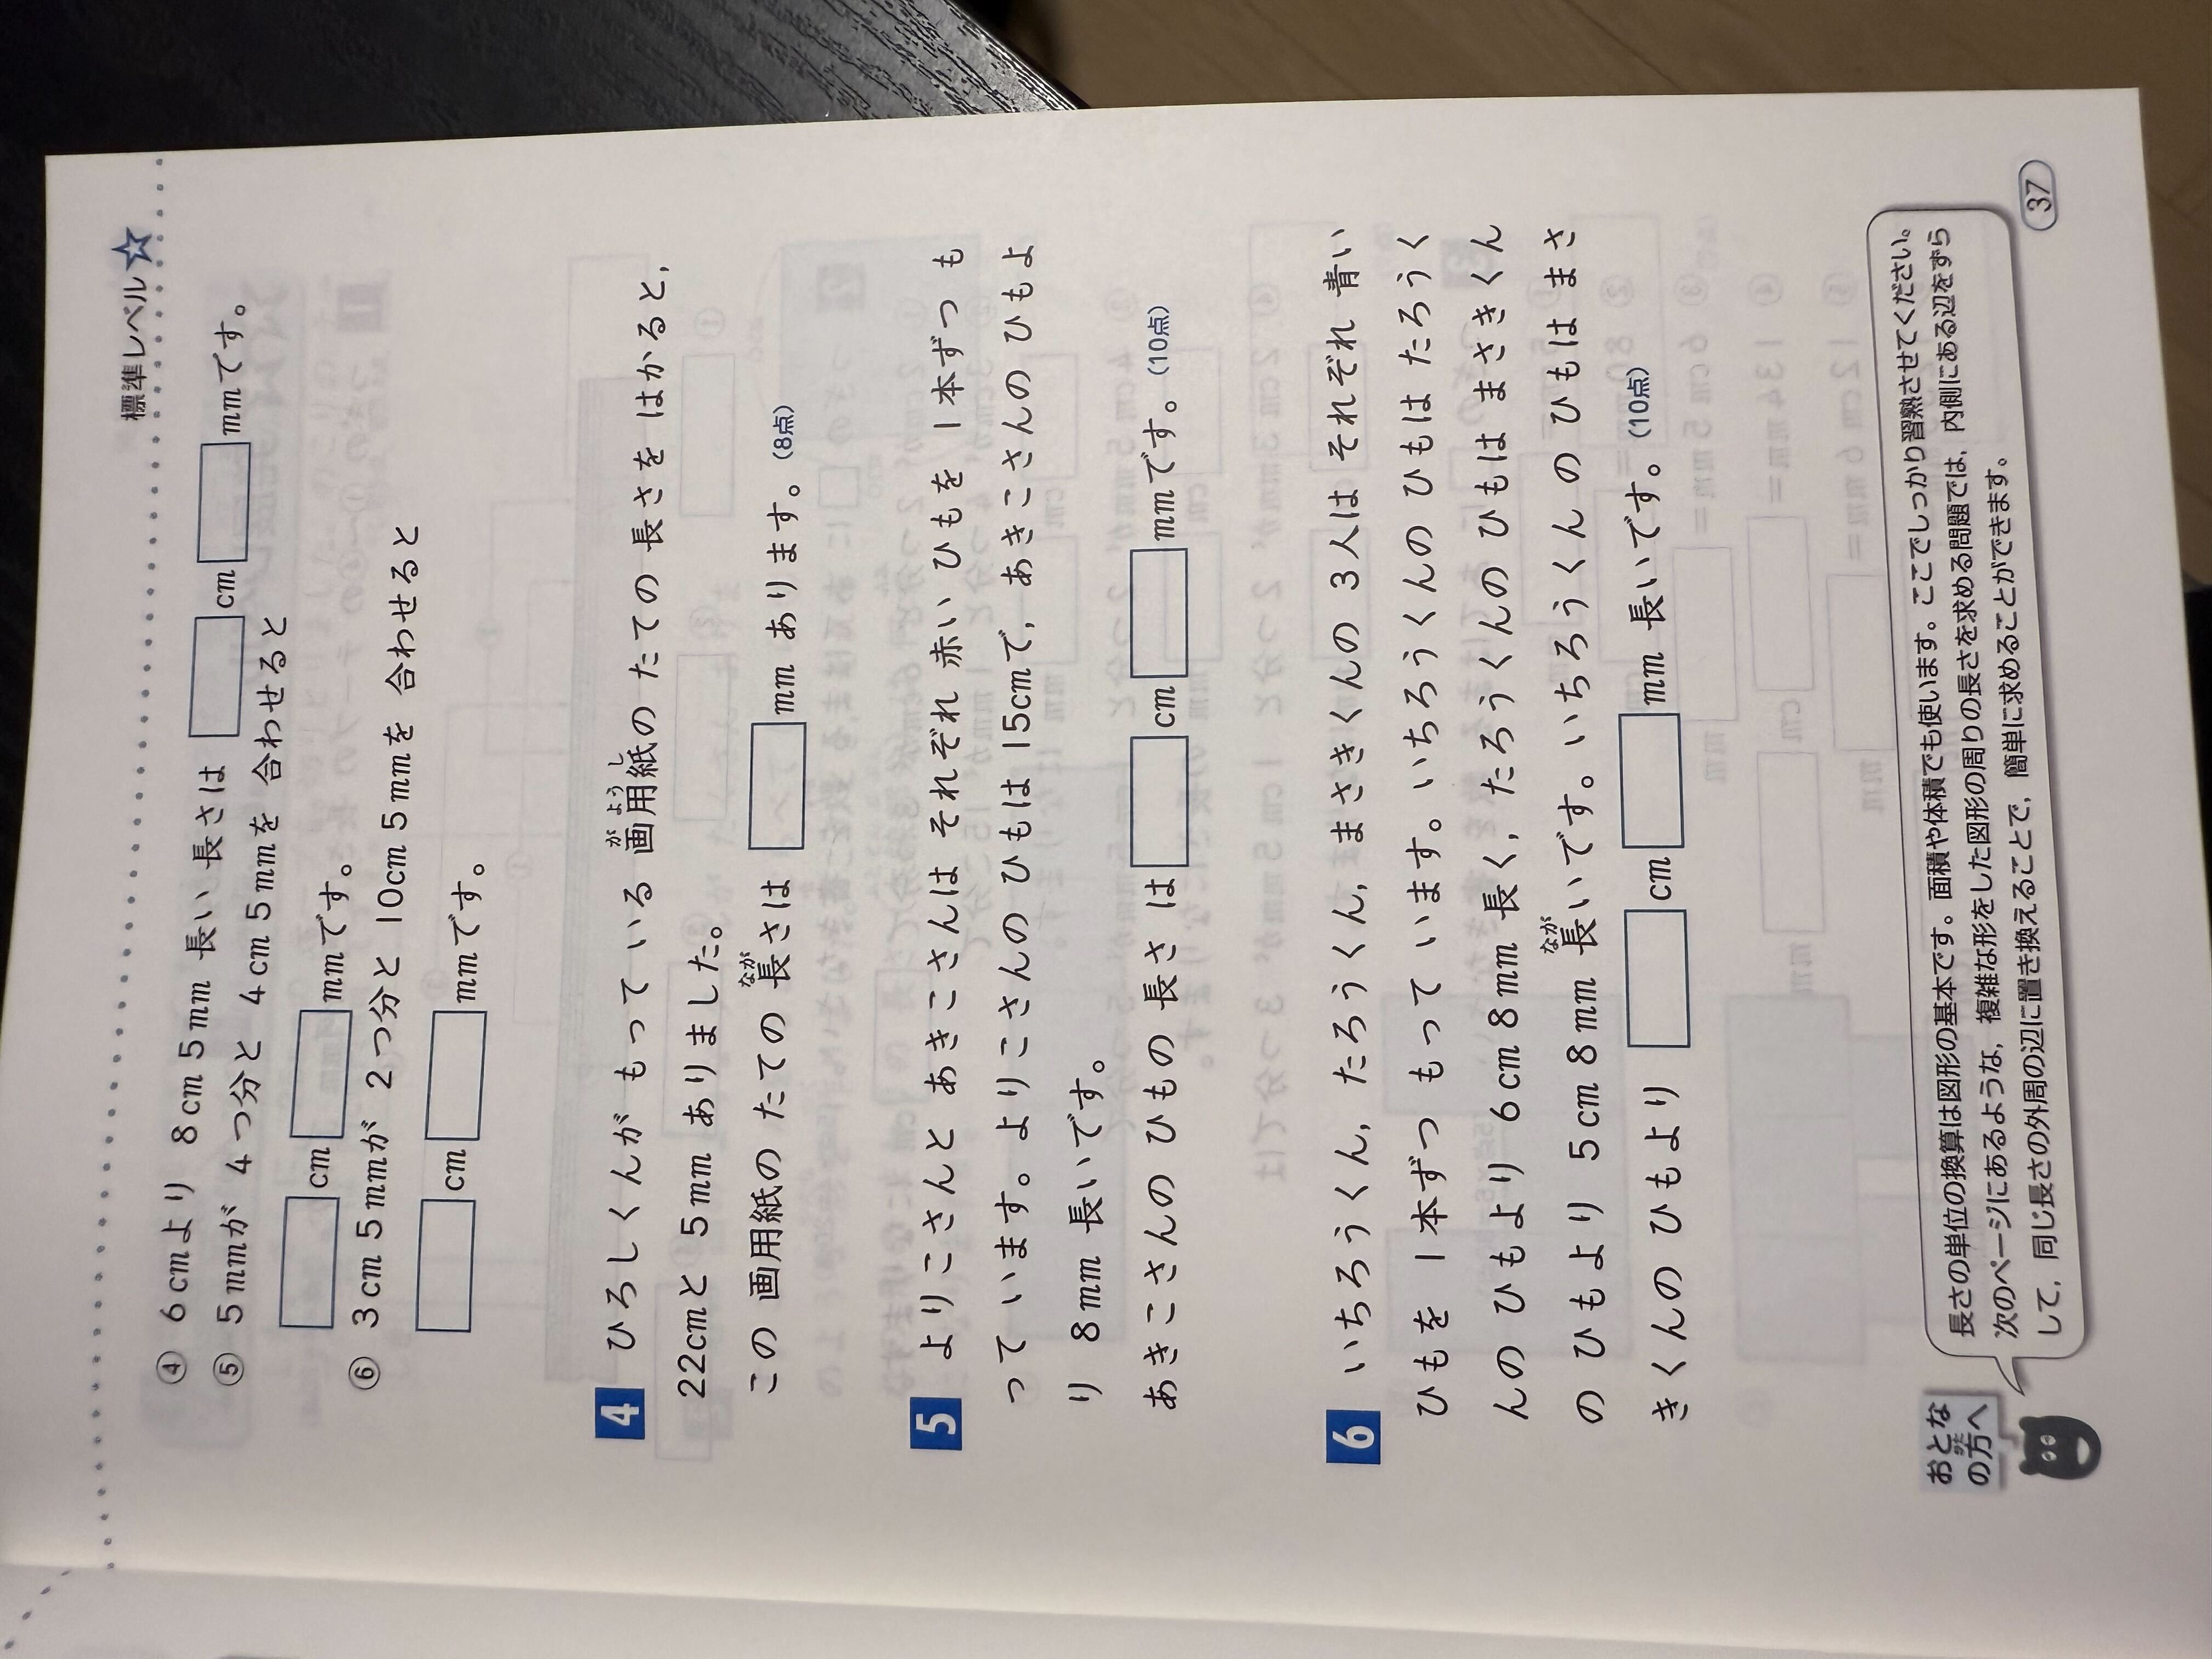 標準レベル☆
④ 6cmより 8cm5mm 長い 長さは□cm□mmです。
⑤ 5mmが 4つ分と 4cm5mmを 合わせると
□cm□mmです。
⑥ 3cm5mmが 2つ分と 10cm5mmを 合わせると
□cm□mmです。
4 ひろしくんが もって いる 画用紙の たての 長さを はかると,
がようし
22cmと 5mm ありました。
この 画用紙の たての 長さは□mm あります。(8点)
なが
5 よりこさんと あきこさんは それぞれ 赤い ひもを 1本ずつ も
って います。よりこさんの ひもは 15cmで, あきこさんの ひもよ
り 8mm 長いです。
あきこさんの ひもの 長さ は□cm□mmです。(10点)
6 いちろうくん, たろうくん, まさきくんの 3人は それぞれ 青い
ひもを 1本ずつ もって います。いちろうくんの ひもは たろうく
んの ひもより 6cm8mm 長く, たろうくんの ひもは まさきくん
の ひもより 5cm8mm 長いです。いちろうくんの ひもは まさ
なが
きくんの ひもより□cm□mm 長いです。(10点)
おとなの方へ
長さの単位の換算は図形の基本です。面積や体積でも使います。ここでしっかり習熟させてください。
次のページにあるような, 複雑な形をした図形の周りの長さを求める問題では, 内側にある辺をずら
して, 同じ長さの外周の辺に置き換えることで, 簡単に求めることができます。
37